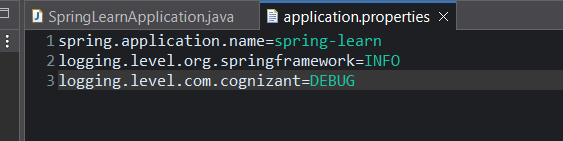 SpringLearnApplication.java
application.properties
1 spring.application.name=spring-learn
2 logging.level.org.springframework=INFO
3 logging.level.com.cognizant=DEBUG